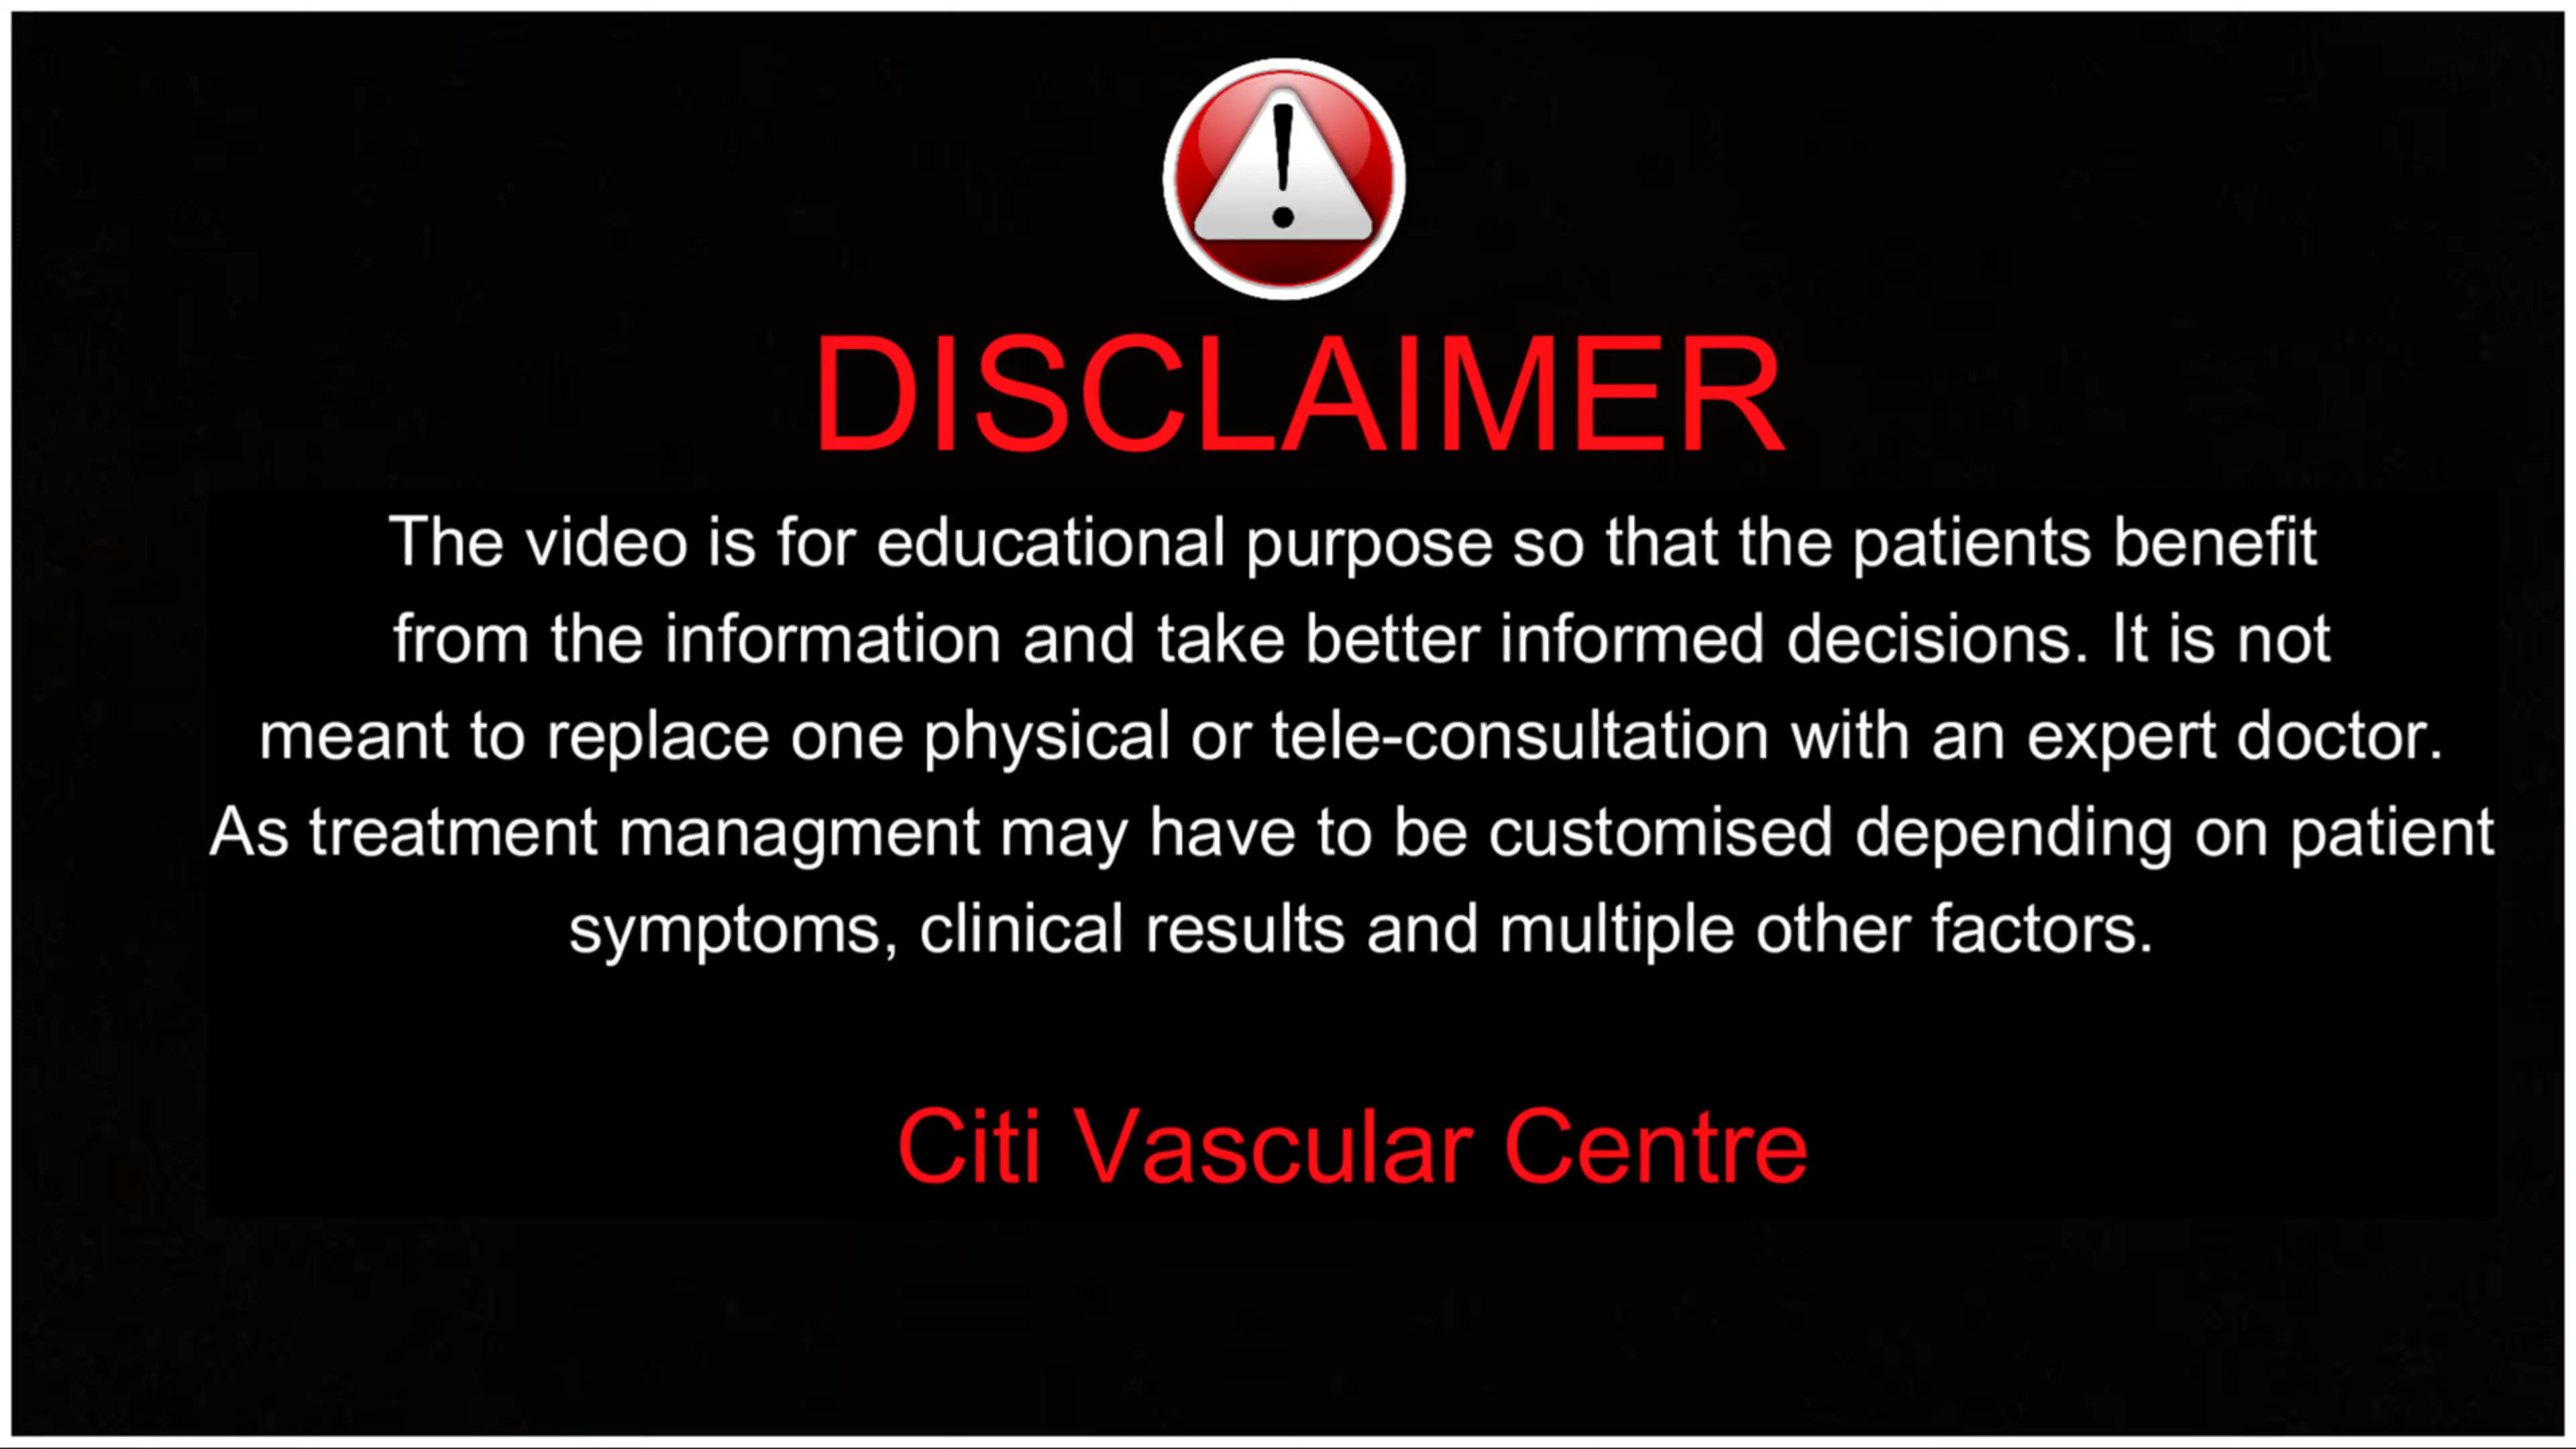 DISCLAIMER
The video is for educational purpose so that the patients benefit
from the information and take better informed decisions. It is not
meant to replace one physical or tele-consultation with an expert doctor.
As treatment managment may have to be customised depending on patient
symptoms, clinical results and multiple other factors.
Citi Vascular Centre